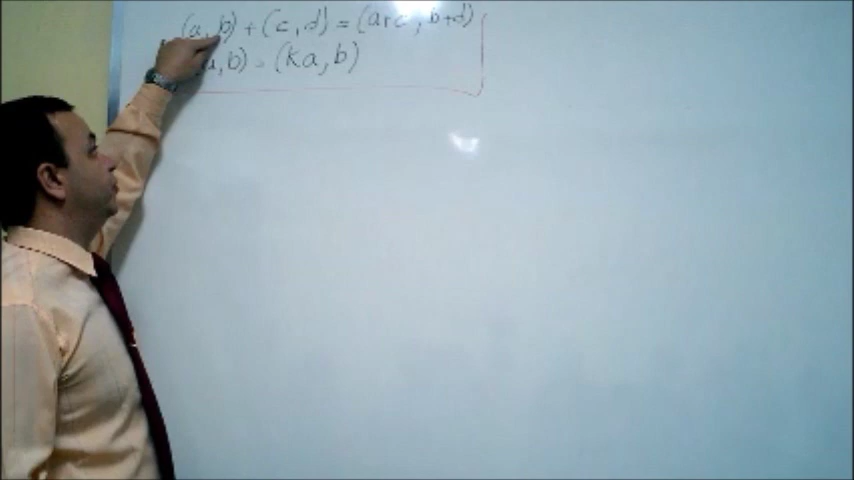 (a, b) + (c, d) = (a+c, b+d)
, b) = (ka, b)